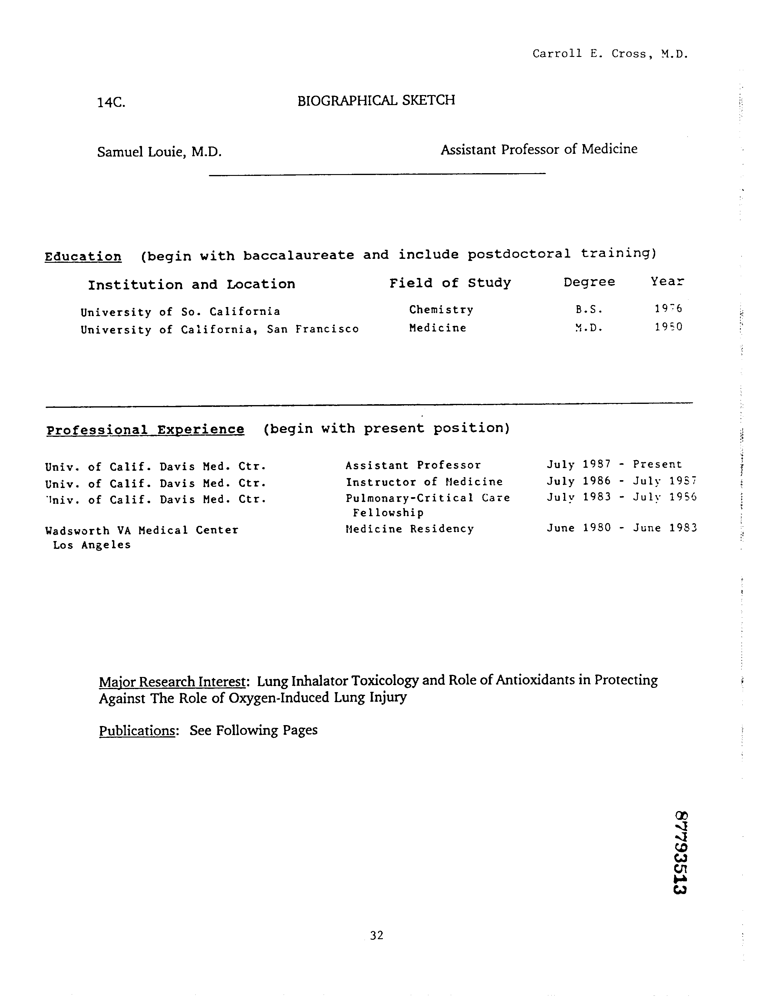 Carroll E. Cross, M.D.
14C. BIOGRAPHICAL SKETCH
Samuel Louie, M.D. Assistant Professor of Medicine
Education (begin with baccalaureate and include postdoctoral training)
Institution and Location Field of Study Degree Year
University of So. California Chemistry B.S. 1976
University of California, San Francisco Medicine M.D. 1980
Professional Experience (begin with present position)
Univ. of Calif. Davis Med. Ctr. Assistant Professor July 1987 - Present
Univ. of Calif. Davis Med. Ctr. Instructor of Medicine July 1986 - July 1987
Univ. of Calif. Davis Med. Ctr. Pulmonary-Critical Care July 1983 - July 1986
Fellowship
Wadsworth VA Medical Center Medicine Residency June 1980 - June 1983
Los Angeles
Major Research Interest: Lung Inhalator Toxicology and Role of Antioxidants in Protecting
Against The Role of Oxygen-Induced Lung Injury
Publications: See Following Pages
87793513
32